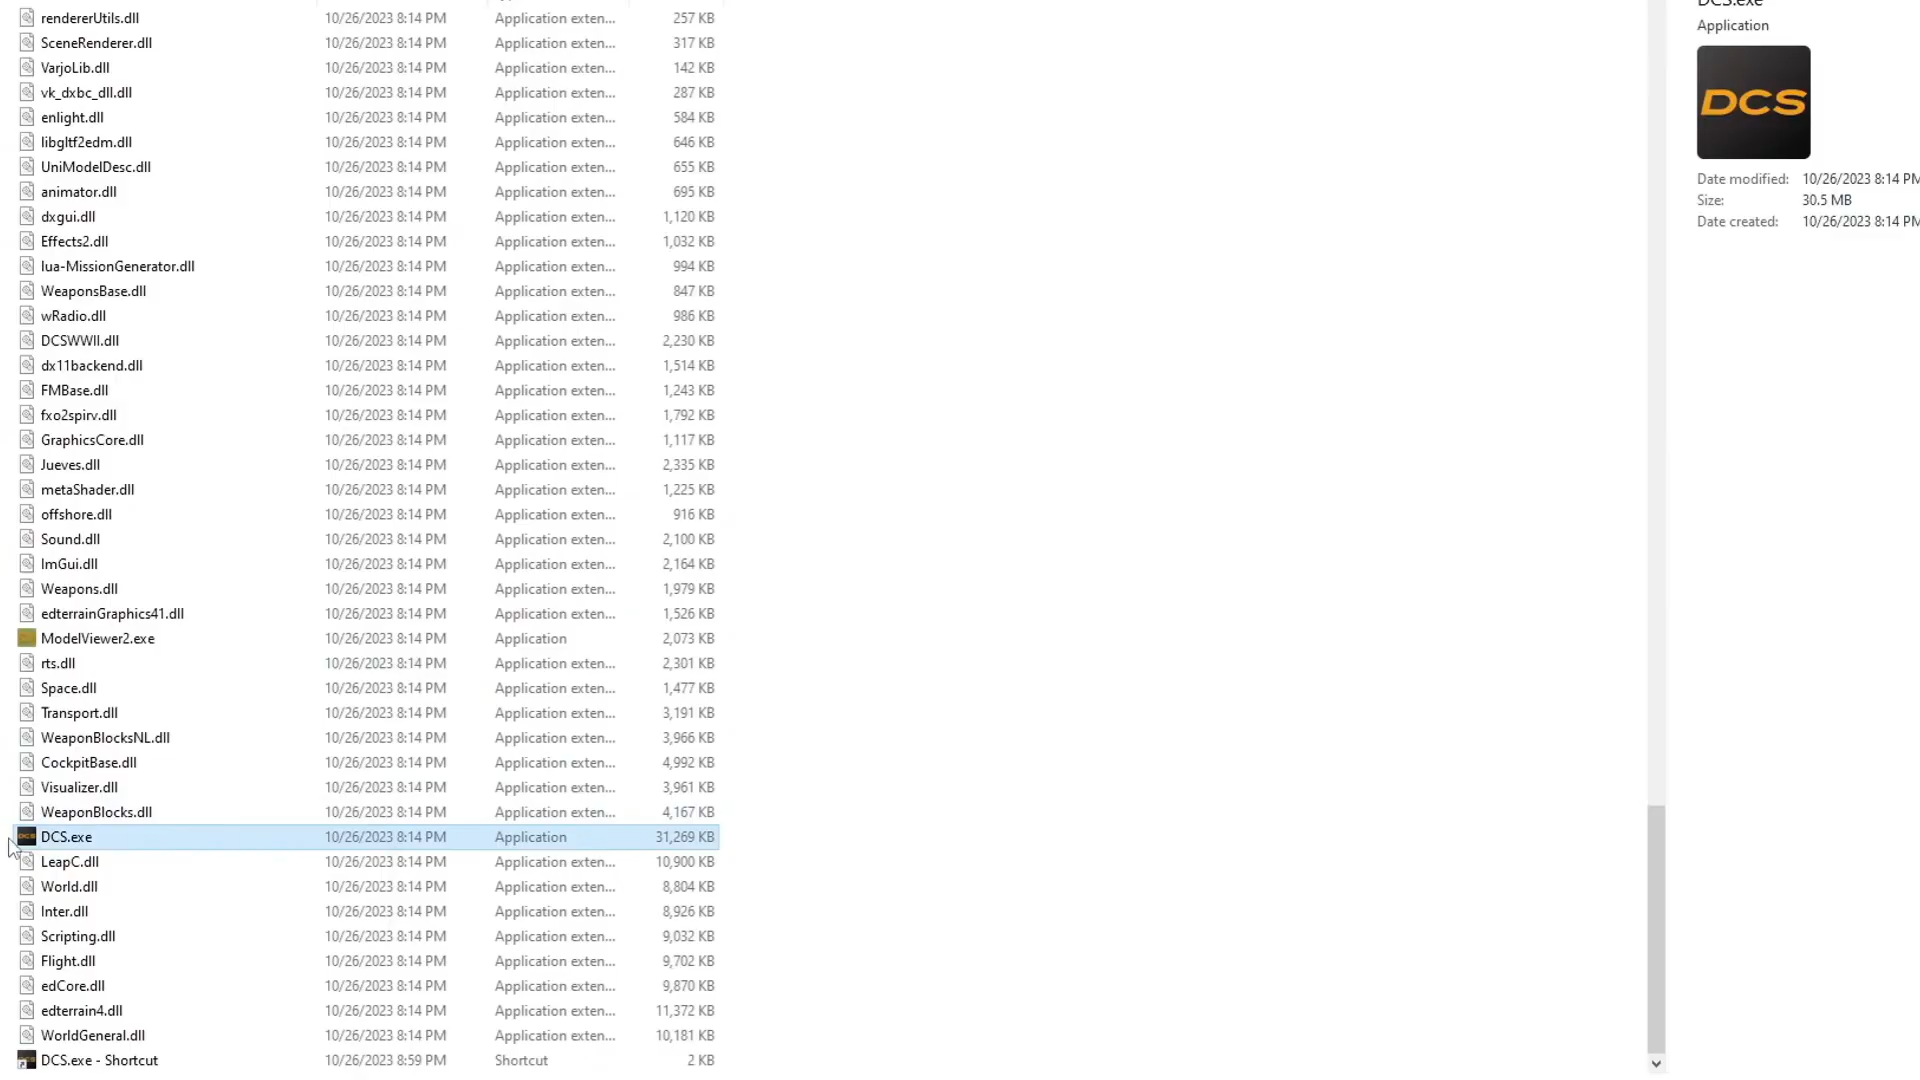 DCS.exe
Application
DCS
Date modified: 10/26/2023 8:14 PM
Size: 30.5 MB
Date created: 10/26/2023 8:14 PM
rendererUtils.dll 10/26/2023 8:14 PM Application exten... 257 KB
SceneRenderer.dll 10/26/2023 8:14 PM Application exten... 317 KB
VarjoLib.dll 10/26/2023 8:14 PM Application exten... 142 KB
vk_dxbc_dll.dll 10/26/2023 8:14 PM Application exten... 287 KB
enlight.dll 10/26/2023 8:14 PM Application exten... 584 KB
libgltf2edm.dll 10/26/2023 8:14 PM Application exten... 646 KB
UniModelDesc.dll 10/26/2023 8:14 PM Application exten... 655 KB
animator.dll 10/26/2023 8:14 PM Application exten... 695 KB
dxgui.dll 10/26/2023 8:14 PM Application exten... 1,120 KB
Effects2.dll 10/26/2023 8:14 PM Application exten... 1,032 KB
lua-MissionGenerator.dll 10/26/2023 8:14 PM Application exten... 994 KB
WeaponsBase.dll 10/26/2023 8:14 PM Application exten... 847 KB
wRadio.dll 10/26/2023 8:14 PM Application exten... 986 KB
DCSWWII.dll 10/26/2023 8:14 PM Application exten... 2,230 KB
dx11backend.dll 10/26/2023 8:14 PM Application exten... 1,514 KB
FMBase.dll 10/26/2023 8:14 PM Application exten... 1,243 KB
fxo2spirv.dll 10/26/2023 8:14 PM Application exten... 1,792 KB
GraphicsCore.dll 10/26/2023 8:14 PM Application exten... 1,117 KB
Jueves.dll 10/26/2023 8:14 PM Application exten... 2,335 KB
metaShader.dll 10/26/2023 8:14 PM Application exten... 1,225 KB
offshore.dll 10/26/2023 8:14 PM Application exten... 916 KB
Sound.dll 10/26/2023 8:14 PM Application exten... 2,100 KB
ImGui.dll 10/26/2023 8:14 PM Application exten... 2,164 KB
Weapons.dll 10/26/2023 8:14 PM Application exten... 1,979 KB
edterrainGraphics41.dll 10/26/2023 8:14 PM Application exten... 1,526 KB
ModelViewer2.exe 10/26/2023 8:14 PM Application 2,073 KB
rts.dll 10/26/2023 8:14 PM Application exten... 2,301 KB
Space.dll 10/26/2023 8:14 PM Application exten... 1,477 KB
Transport.dll 10/26/2023 8:14 PM Application exten... 3,191 KB
WeaponBlocksNL.dll 10/26/2023 8:14 PM Application exten... 3,966 KB
CockpitBase.dll 10/26/2023 8:14 PM Application exten... 4,992 KB
Visualizer.dll 10/26/2023 8:14 PM Application exten... 3,961 KB
WeaponBlocks.dll 10/26/2023 8:14 PM Application exten... 4,167 KB
DCS.exe 10/26/2023 8:14 PM Application 31,269 KB
LeapC.dll 10/26/2023 8:14 PM Application exten... 10,900 KB
World.dll 10/26/2023 8:14 PM Application exten... 8,804 KB
Inter.dll 10/26/2023 8:14 PM Application exten... 8,926 KB
Scripting.dll 10/26/2023 8:14 PM Application exten... 9,032 KB
Flight.dll 10/26/2023 8:14 PM Application exten... 9,702 KB
edCore.dll 10/26/2023 8:14 PM Application exten... 9,870 KB
edterrain4.dll 10/26/2023 8:14 PM Application exten... 11,372 KB
WorldGeneral.dll 10/26/2023 8:14 PM Application exten... 10,181 KB
DCS.exe - Shortcut 10/26/2023 8:59 PM Shortcut 2 KB